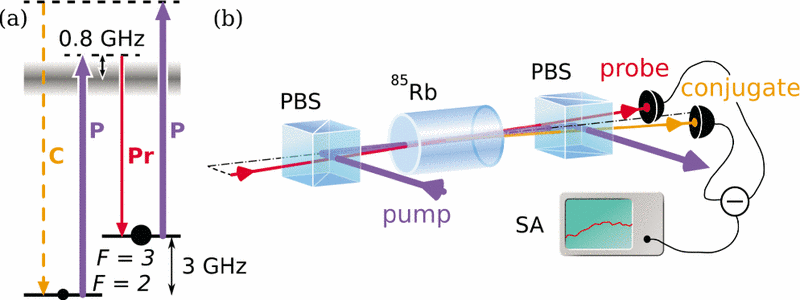 (a)
0.8 GHz
C
P
Pr
P
F = 3
F = 2
3 GHz
(b)
PBS
⁸⁵Rb
PBS
probe
conjugate
pump
SA
−